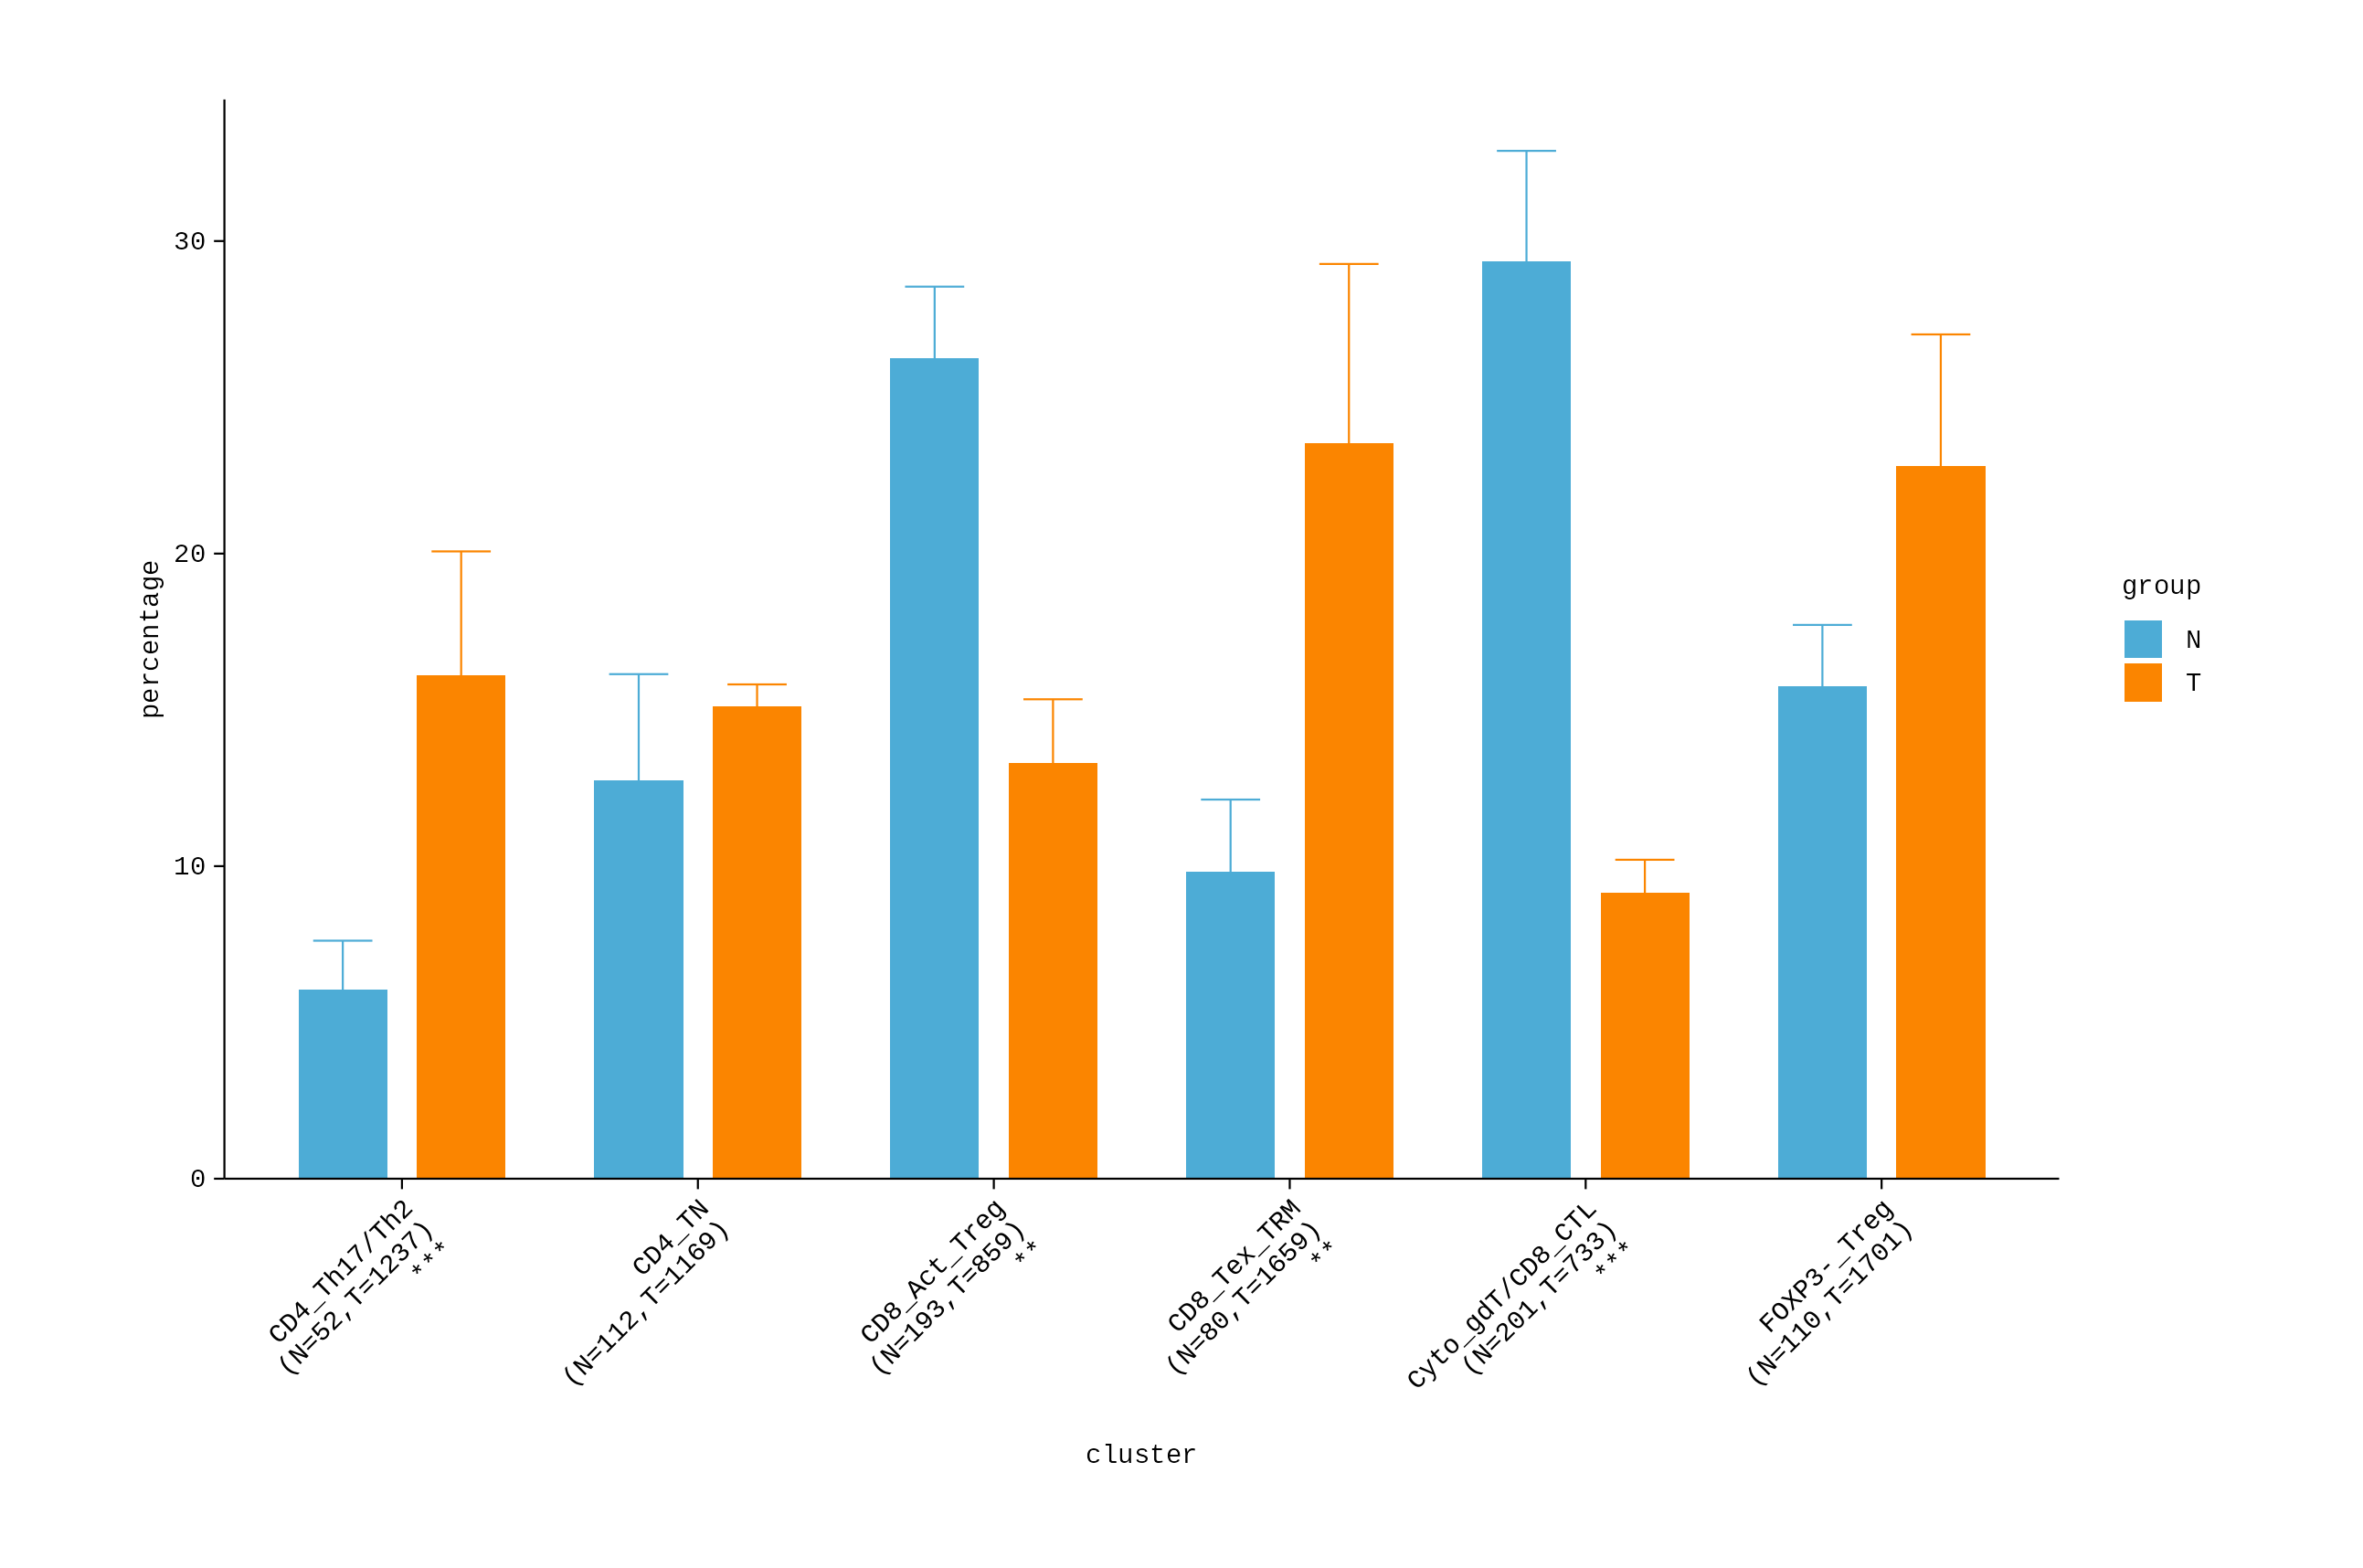 30
20
10
0
percentage
CD4_Th17/Th2
(N=52,T=1237)
***
CD4_TN
(N=112,T=1169)
CD8_Act_Treg
(N=193,T=859)
**
CD8_Tex_TRM
(N=80,T=1659)
**
Cyto_gdT/CD8_CTL
(N=201,T=733)
***
FOXP3-_Treg
(N=110,T=1701)
cluster
group
N
T